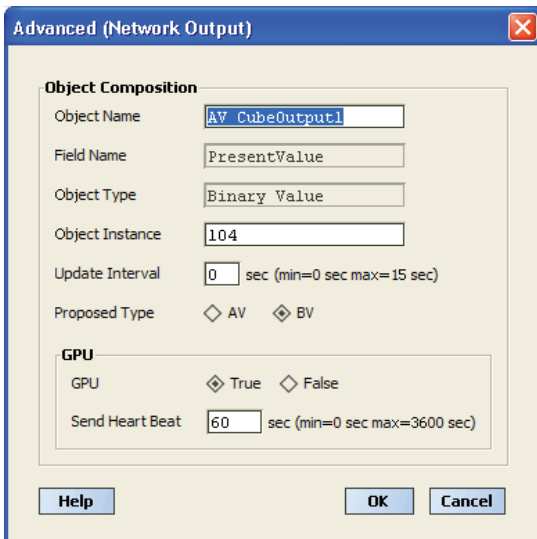 Advanced (Network Output)
Object Composition
Object Name AV_CubeOutput1
Field Name PresentValue
Object Type Binary Value
Object Instance 104
Update Interval 0 sec (min=0 sec max=15 sec)
Proposed Type AV BV
GPU
GPU True False
Send Heart Beat 60 sec (min=0 sec max=3600 sec)
Help OK Cancel